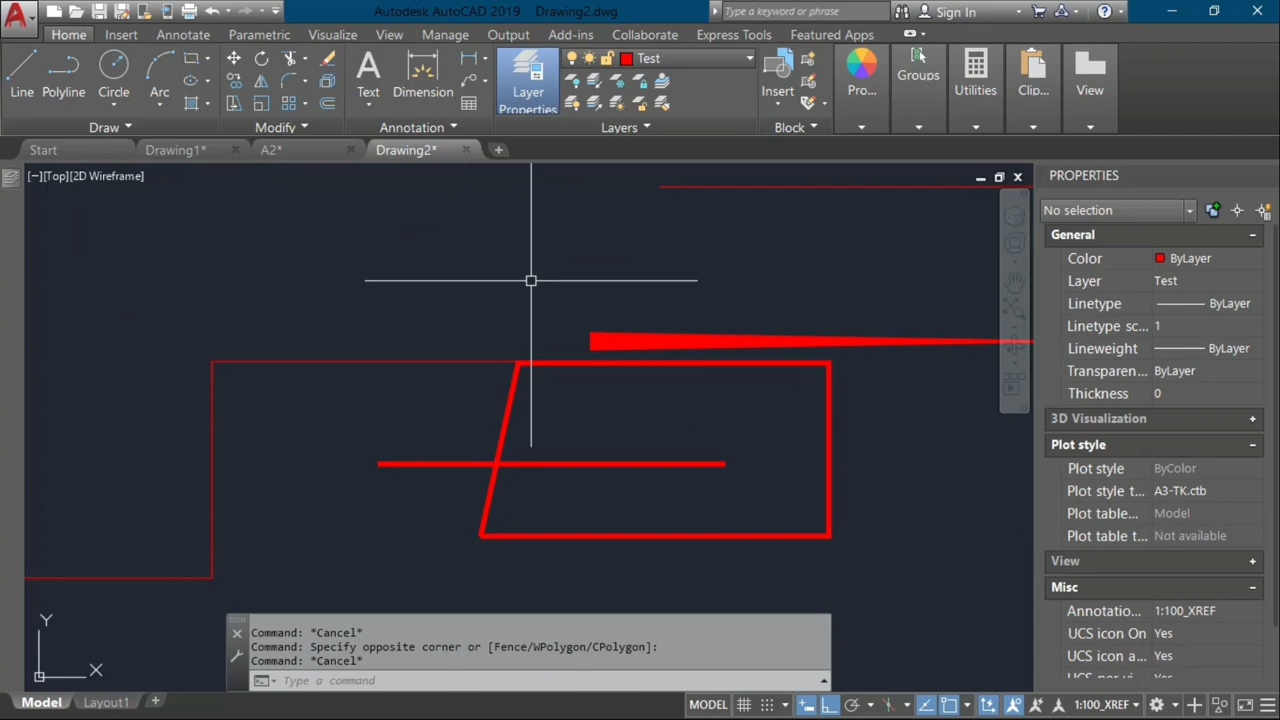 Autodesk AutoCAD 2019 Drawing2.dwg
Type a keyword or phrase
Sign In
Home Insert Annotate Parametric Visualize View Manage Output Add-ins Collaborate Express Tools Featured Apps
Test
Line Polyline Circle Arc
Text Dimension
Layer
Properties
Insert
Pro...
Groups
Utilities
Clip...
View
Draw
Modify
Annotation
Layers
Block
Start Drawing1* A2* Drawing2*
[−][Top][2D Wireframe]
PROPERTIES
No selection
General
Color ByLayer
Layer Test
Linetype ByLayer
Linetype sc... 1
Lineweight ByLayer
Transparen... ByLayer
Thickness 0
3D Visualization
Plot style
Plot style ByColor
Plot style t... A3-TK.ctb
Plot table... Model
Plot table t... Not available
View
Misc
Annotatio... 1:100_XREF
UCS icon On Yes
UCS icon a... Yes
UCS per vi... Yes
Y
X
Command: *Cancel*
Command: Specify opposite corner or [Fence/WPolygon/CPolygon]:
Command: *Cancel*
Type a command
Model Layout1
MODEL
1:100_XREF